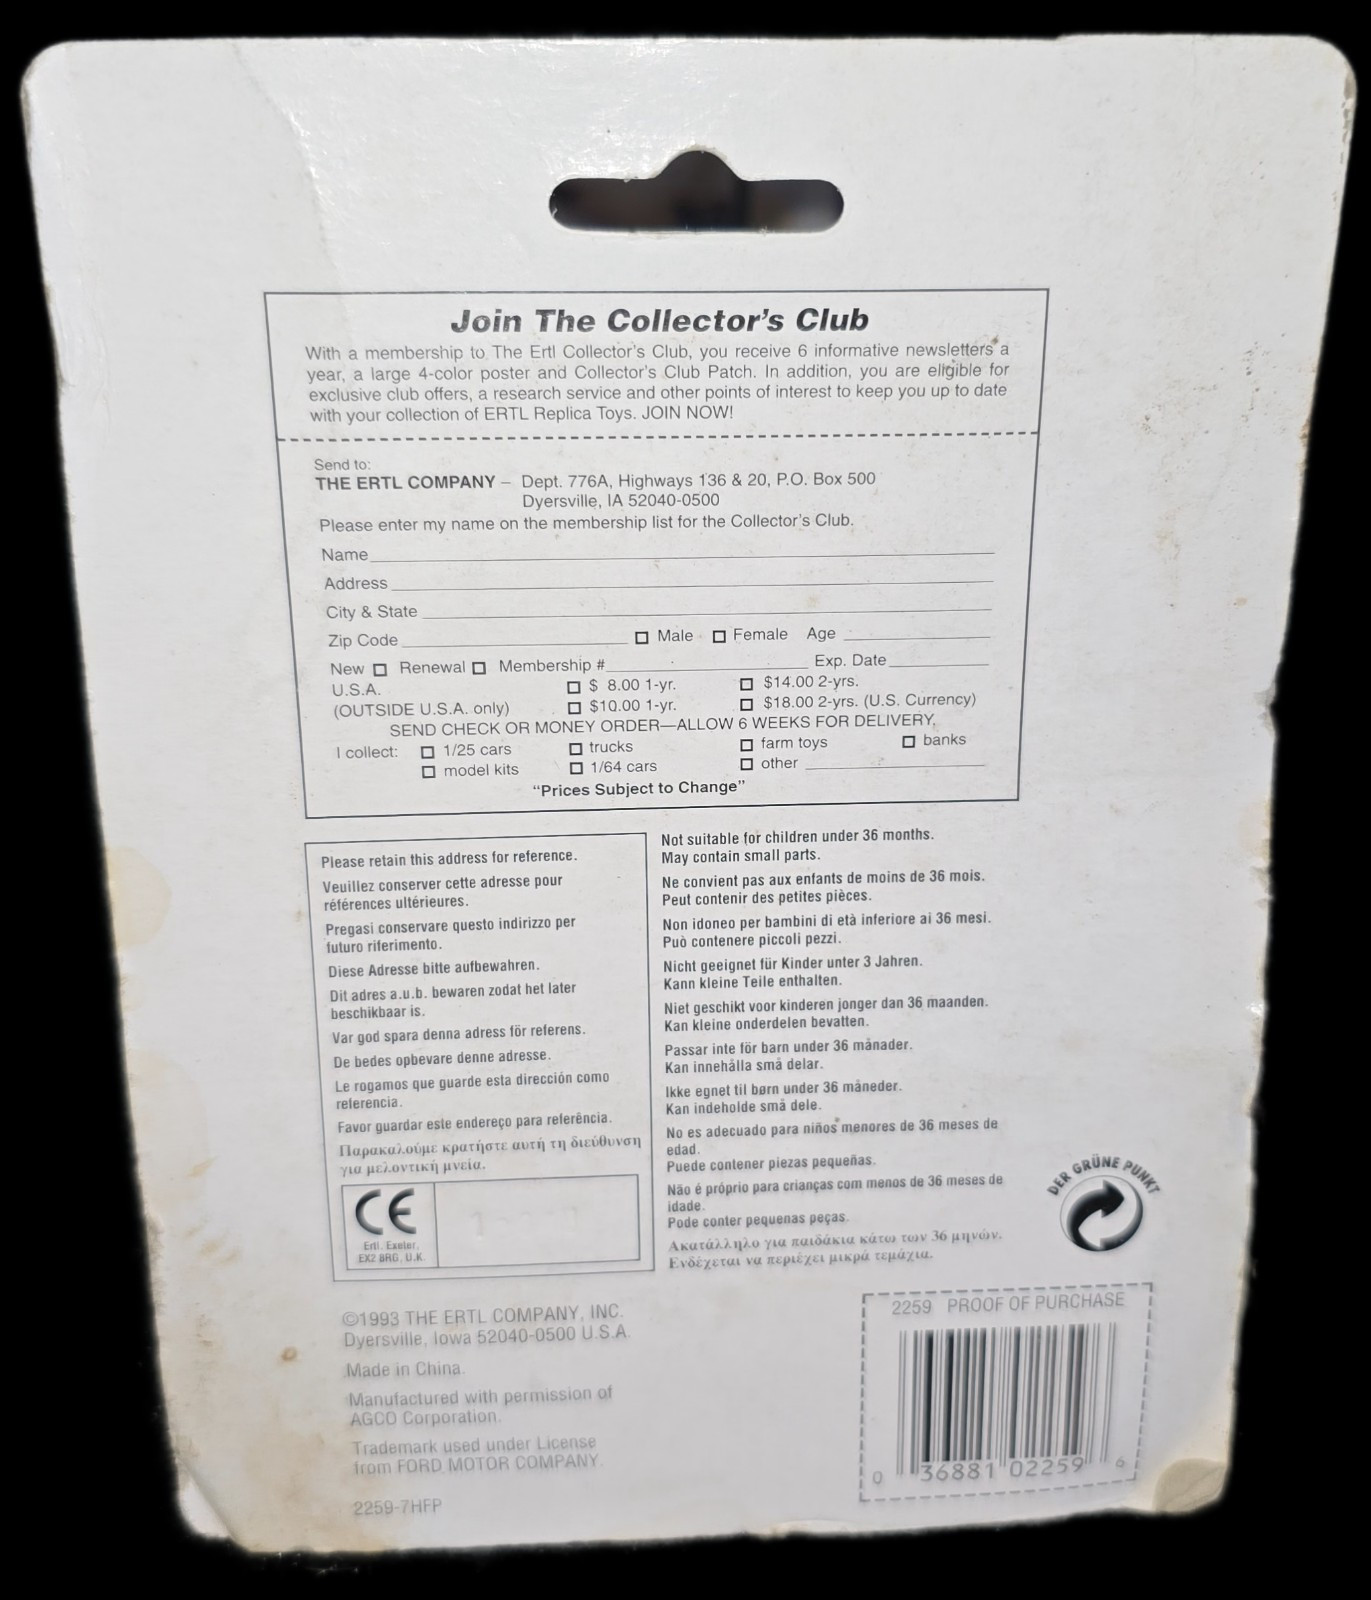 Join The Collector's Club
With a membership to The Ertl Collector's Club, you receive 6 informative newsletters a
year, a large 4-color poster and Collector's Club Patch. In addition, you are eligible for
exclusive club offers, a research service and other points of interest to keep you up to date
with your collection of ERTL Replica Toys. JOIN NOW!
Send to:
THE ERTL COMPANY – Dept. 776A, Highways 136 & 20, P.O. Box 500
Dyersville, IA 52040-0500
Please enter my name on the membership list for the Collector's Club.
Name
Address
City & State
Zip Code Male Female Age
New Renewal Membership # Exp. Date
U.S.A. $ 8.00 1-yr. $14.00 2-yrs.
(OUTSIDE U.S.A. only) $10.00 1-yr. $18.00 2-yrs. (U.S. Currency)
SEND CHECK OR MONEY ORDER—ALLOW 6 WEEKS FOR DELIVERY.
I collect: 1/25 cars trucks farm toys banks
model kits 1/64 cars other
"Prices Subject to Change"
Please retain this address for reference.
Veuillez conserver cette adresse pour
références ultérieures.
Pregasi conservare questo indirizzo per
futuro riferimento.
Diese Adresse bitte aufbewahren.
Dit adres a.u.b. bewaren zodat het later
beschikbaar is.
Var god spara denna adress för referens.
De bedes opbevare denne adresse.
Le rogamos que guarde esta dirección como
referencia.
Favor guardar este endereço para referência.
Παρακαλούμε κρατήστε αυτή τη διεύθυνση
για μελοντική μνεία.
CE
Ertl, Exeter,
EX2 8RG, U.K.
Not suitable for children under 36 months.
May contain small parts.
Ne convient pas aux enfants de moins de 36 mois.
Peut contenir des petites pièces.
Non idoneo per bambini di età inferiore ai 36 mesi.
Può contenere piccoli pezzi.
Nicht geeignet für Kinder unter 3 Jahren.
Kann kleine Teile enthalten.
Niet geschikt voor kinderen jonger dan 36 maanden.
Kan kleine onderdelen bevatten.
Passar inte för barn under 36 månader.
Kan innehålla små delar.
Ikke egnet til børn under 36 måneder.
Kan indeholde små dele.
No es adecuado para niños menores de 36 meses de
edad.
Puede contener piezas pequeñas.
Não é próprio para crianças com menos de 36 meses de
idade.
Pode conter pequenas peças.
Ακατάλληλο για παιδάκια κάτω των 36 μηνών.
Ενδέχεται να περιέχει μικρά τεμάχια.
DER GRÜNE PUNKT
©1993 THE ERTL COMPANY, INC.
Dyersville, Iowa 52040-0500 U.S.A.
Made in China.
Manufactured with permission of
AGCO Corporation.
Trademark used under License
from FORD MOTOR COMPANY.
2259-7HFP
2259 PROOF OF PURCHASE
0 36881 02259 6